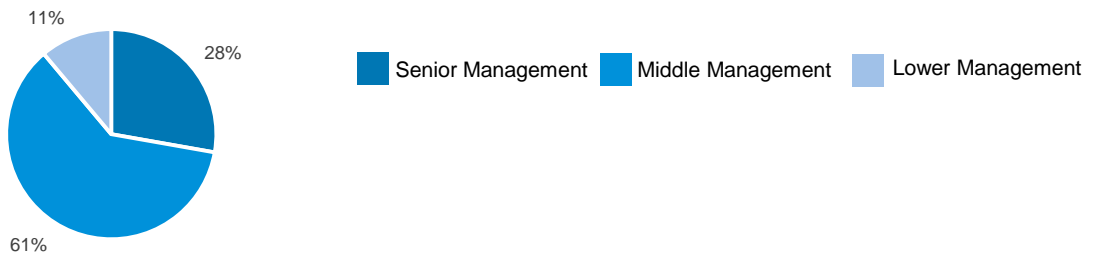 11%
28%
61%
Senior Management
Middle Management
Lower Management